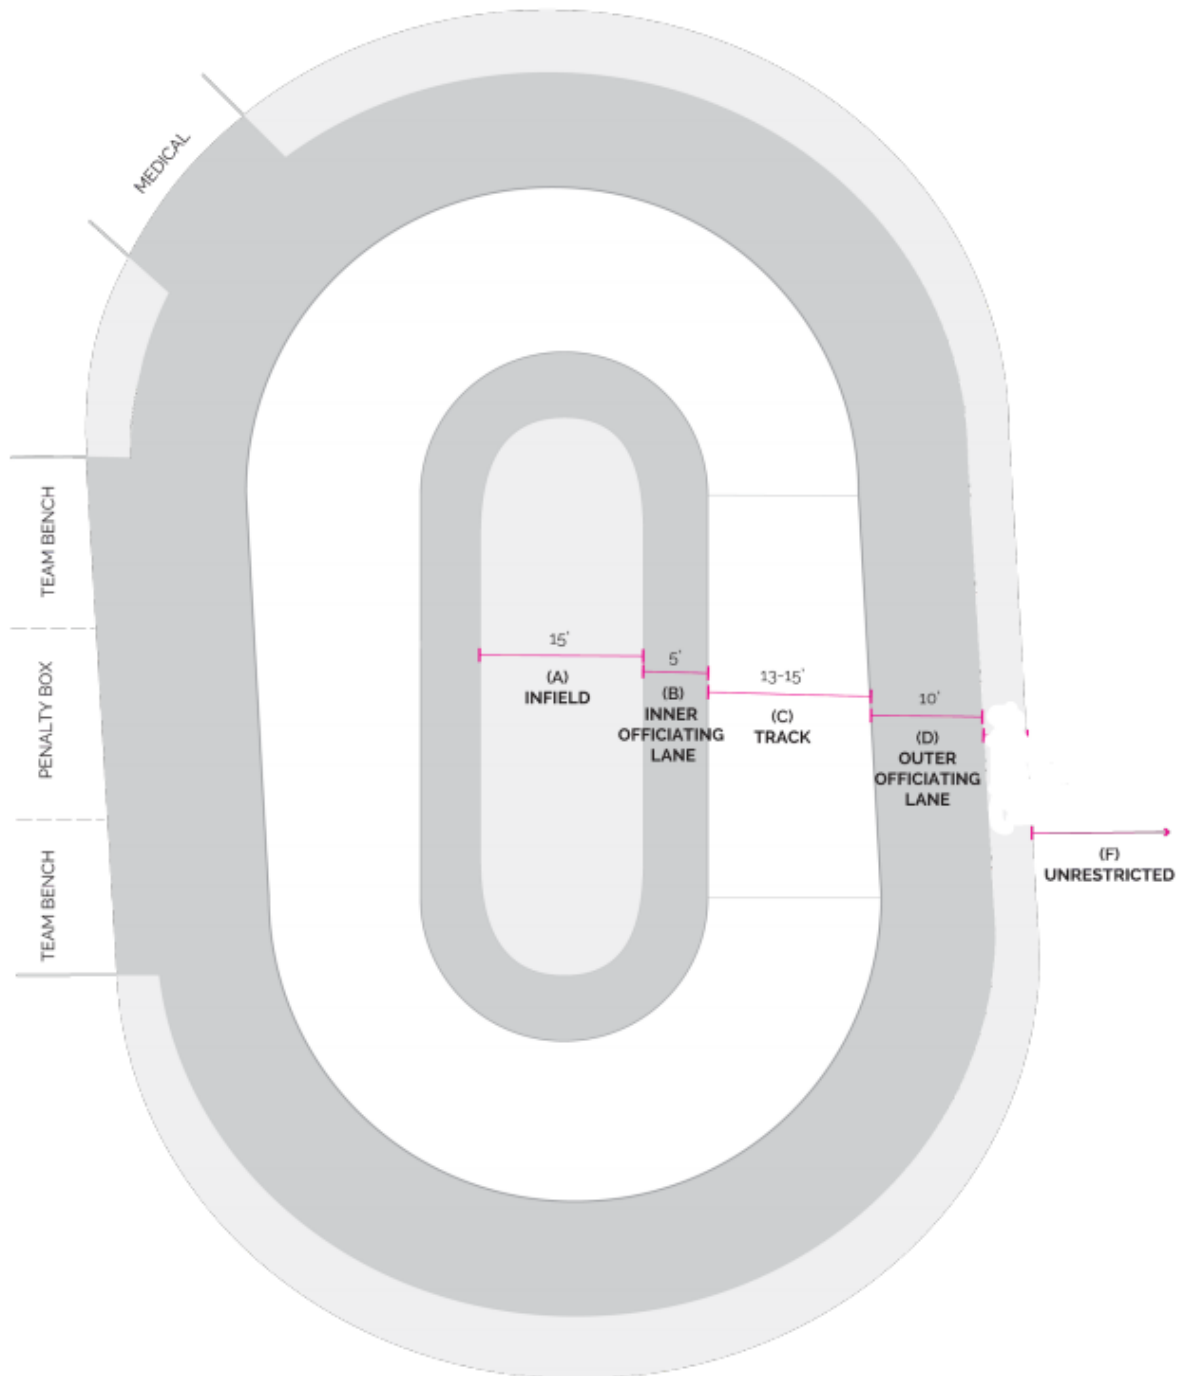 MEDICAL
TEAM BENCH
PENALTY BOX
TEAM BENCH
15'
(A)
INFIELD
5'
(B)
INNER
OFFICIATING
LANE
13-15'
(C)
TRACK
10'
(D)
OUTER
OFFICIATING
LANE
(F)
UNRESTRICTED